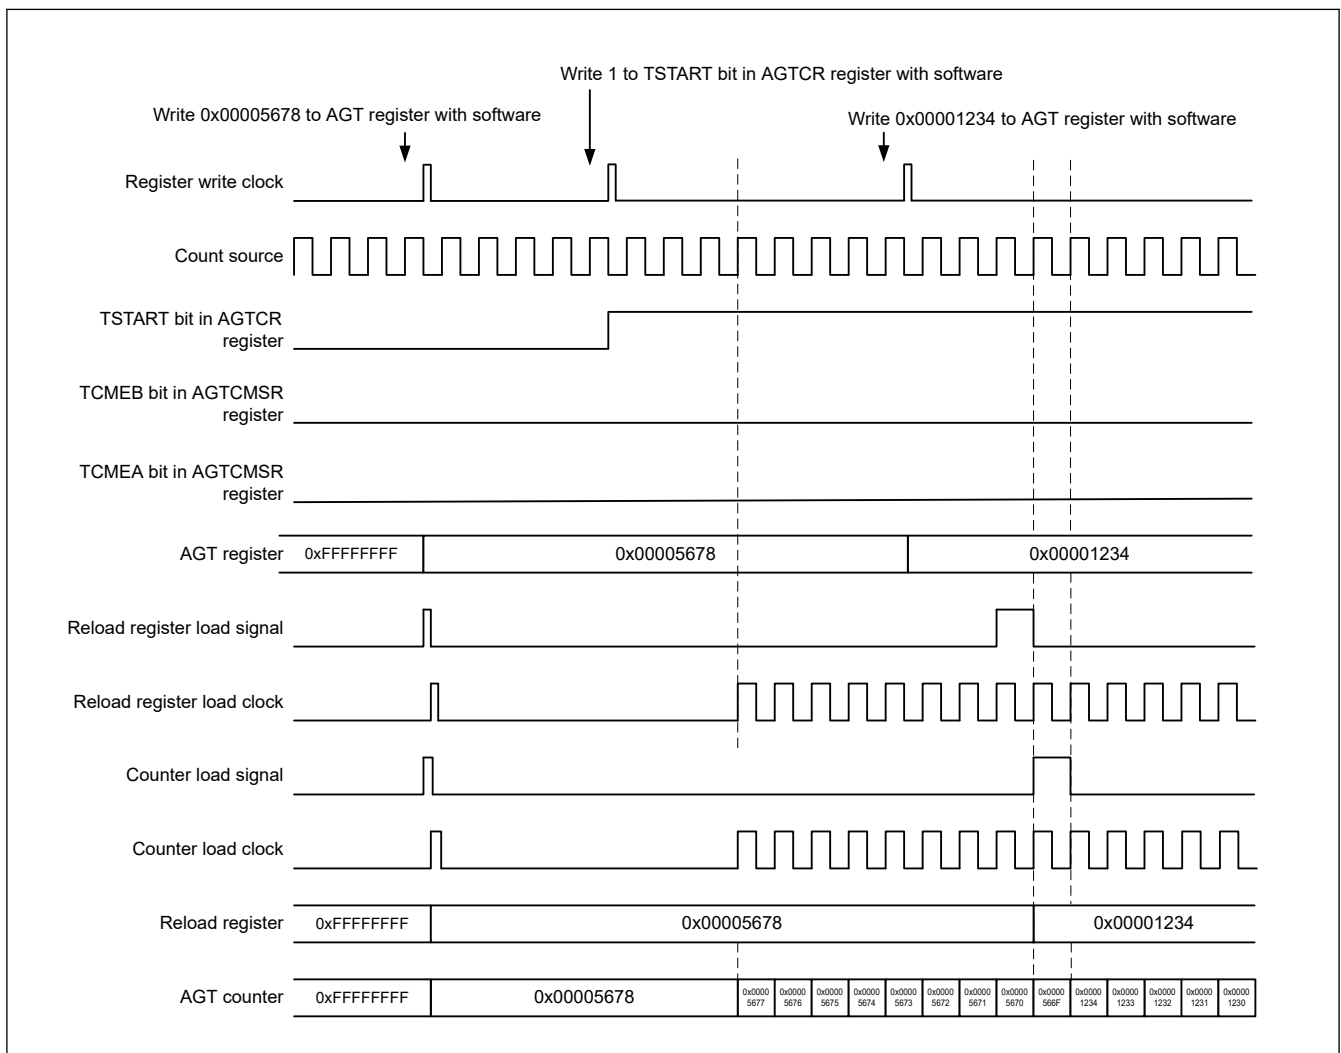 Write 1 to TSTART bit in AGTCR register with software
Write 0x00005678 to AGT register with software
Write 0x00001234 to AGT register with software
Register write clock
Count source
TSTART bit in AGTCR
register
TCMEB bit in AGTCMSR
register
TCMEA bit in AGTCMSR
register
AGT register 0xFFFFFFFF 0x00005678 0x00001234
Reload register load signal
Reload register load clock
Counter load signal
Counter load clock
Reload register 0xFFFFFFFF 0x00005678 0x00001234
AGT counter 0xFFFFFFFF 0x00005678
0x0000 0x0000 0x0000 0x0000 0x0000 0x0000 0x0000 0x0000 0x0000 0x0000 0x0000 0x0000 0x0000 0x0000
5677 5676 5675 5674 5673 5672 5671 5670 566F 1234 1233 1232 1231 1230